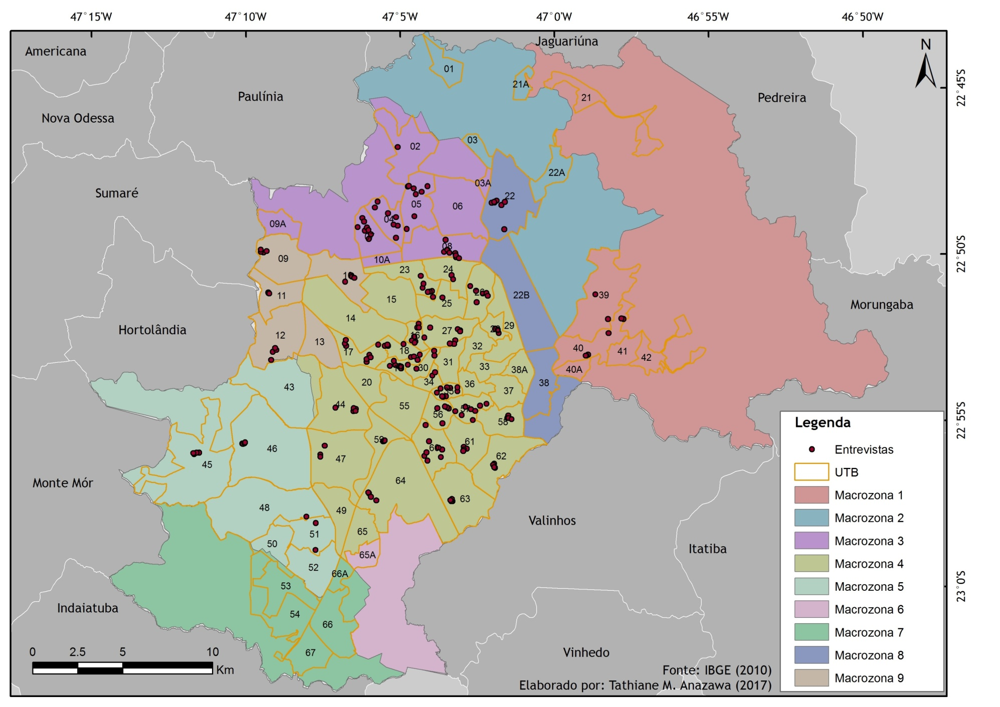 47°15'W 47°10'W 47°5'W 47°0'W 46°55'W 46°50'W
Jaguariúna
N
Americana
01
21A
22°45'S
Paulínia
21
Pedreira
Nova Odessa
03
02
22A
03A
Sumaré
22
05
06
04
09A
08
22°50'S
09
10A
23
24
11
15
25
26
22B
39
Morungaba
14
29
Hortolândia
12
27
16
13
32
17
18
40
41
42
31
30
33
38A
40A
43
20
34
36
38
35
37
44
55
56
57
58
22°55'S
Legenda
59
61
46
47
62
Entrevistas
45
UTB
Monte Mór
64
63
Macrozona 1
48
49
Valinhos
Macrozona 2
51
65
50
Macrozona 3
65A
Itatiba
52
66A
Macrozona 4
53
23°0'S
Macrozona 5
Indaiatuba
54
Macrozona 6
66
Macrozona 7
67
Vinhedo
Macrozona 8
0 2.5 5 10
Km
Fonte: IBGE (2010)
Macrozona 9
Elaborado por: Tathiane M. Anazawa (2017)